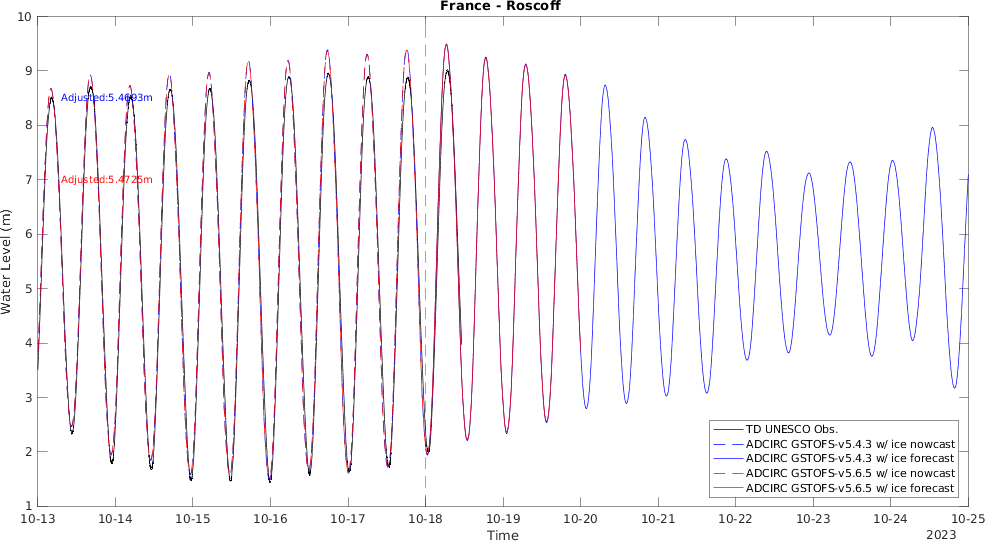 France - Roscoff
10
9
8
7
6
5
4
3
2
1
Water Level (m)
Adjusted:5.4693m
Adjusted:5.4725m
TD UNESCO Obs.
ADCIRC GSTOFS-v5.4.3 w/ ice nowcast
ADCIRC GSTOFS-v5.4.3 w/ ice forecast
ADCIRC GSTOFS-v5.6.5 w/ ice nowcast
ADCIRC GSTOFS-v5.6.5 w/ ice forecast
10-13 10-14 10-15 10-16 10-17 10-18 10-19 10-20 10-21 10-22 10-23 10-24 10-25
Time
2023